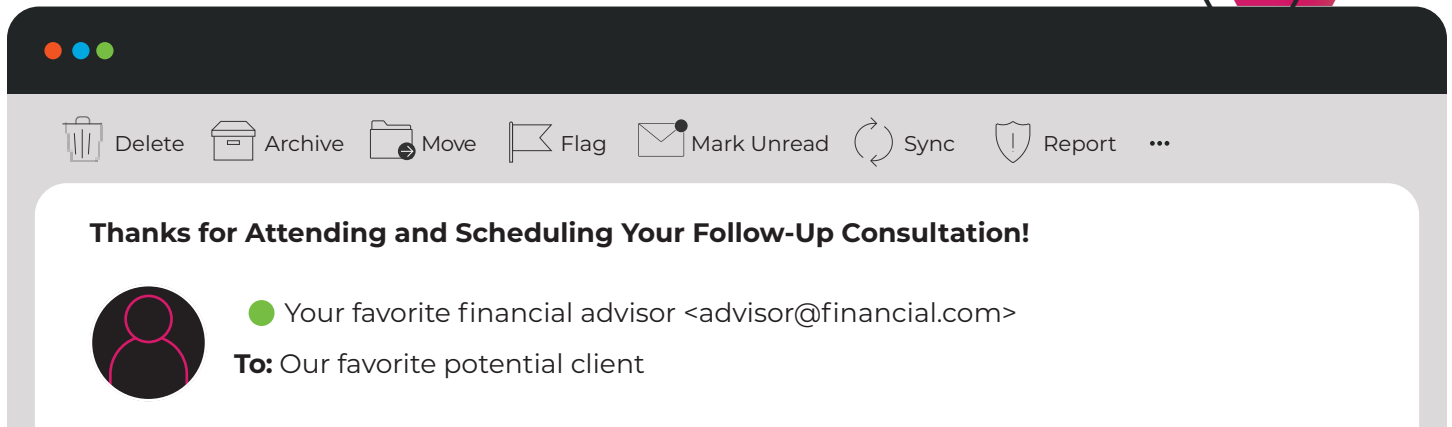 Delete Archive Move Flag Mark Unread Sync Report ...
Thanks for Attending and Scheduling Your Follow-Up Consultation!
Your favorite financial advisor <advisor@financial.com>
To: Our favorite potential client